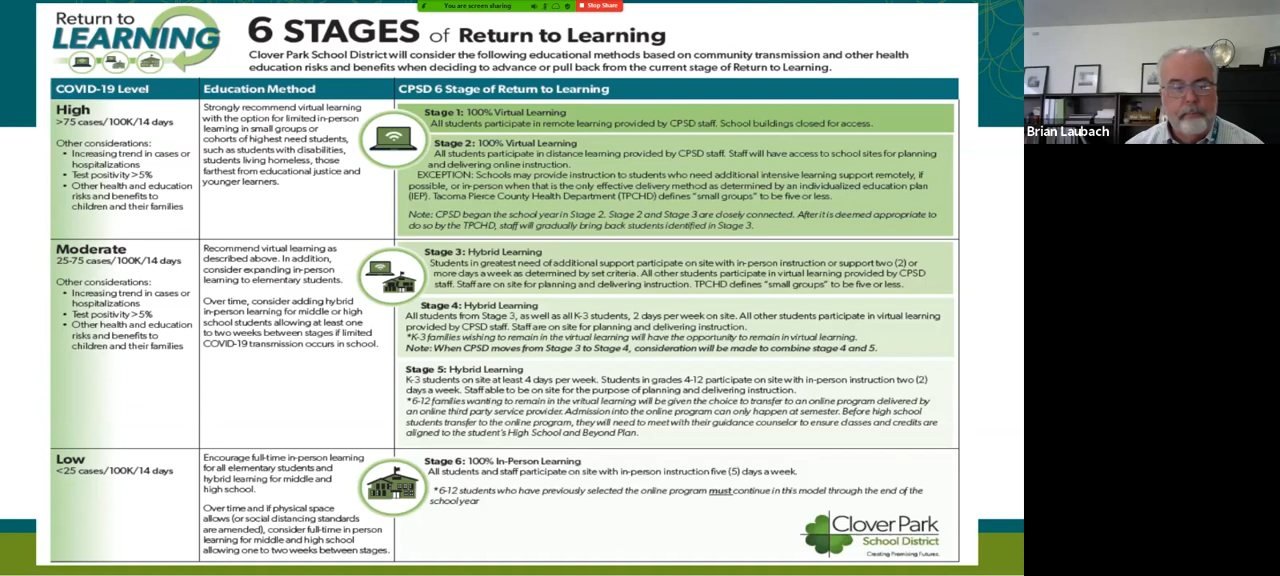 You are screen sharing
Stop Share
Return to
LEARNING
6 STAGES of Return to Learning
Clover Park School District will consider the following educational methods based on community transmission and other health
education risks and benefits when deciding to advance or pull back from the current stage of Return to Learning.
COVID-19 Level
Education Method
CPSD 6 Stage of Return to Learning
High
>75 cases/100K/14 days
Other considerations:
• Increasing trend in cases or
hospitalizations
• Test positivity >5%
• Other health and education
risks and benefits to
children and their families
Strongly recommend virtual learning
with the option for limited in-person
learning in small groups or
cohorts of highest need students,
such as students with disabilities,
students living homeless, those
farthest from educational justice and
younger learners.
Stage 1: 100% Virtual Learning
All students participate in remote learning provided by CPSD staff. School buildings closed for access.
Stage 2: 100% Virtual Learning
All students participate in distance learning provided by CPSD staff. Staff will have access to school sites for planning
and delivering online instruction.
EXCEPTION: Schools may provide instruction to students who need additional intensive learning support remotely, if
possible, or in-person when that is the only effective delivery method as determined by an individualized education plan
(IEP). Tacoma Pierce County Health Department (TPCHD) defines "small groups" to be five or less.
Note: CPSD began the school year in Stage 2. Stage 2 and Stage 3 are closely connected. After it is deemed appropriate to
do so by the TPCHD, staff will gradually bring back students identified in Stage 3.
Moderate
25-75 cases/100K/14 days
Other considerations:
• Increasing trend in cases or
hospitalizations
• Test positivity >5%
• Other health and education
risks and benefits to
children and their families
Recommend virtual learning as
described above. In addition,
consider expanding in-person
learning to elementary students.
Over time, consider adding hybrid
in-person learning for middle or high
school students allowing at least one
to two weeks between stages if limited
COVID-19 transmission occurs in school.
Stage 3: Hybrid Learning
Students in greatest need of additional support participate on site with in-person instruction or support two (2) or
more days a week as determined by set criteria. All other students participate in virtual learning provided by CPSD
staff. Staff are on site for planning and delivering instruction. TPCHD defines "small groups" to be five or less.
Stage 4: Hybrid Learning
All students from Stage 3, as well as all K-3 students, 2 days per week on site. All other students participate in virtual learning
provided by CPSD staff. Staff are on site for planning and delivering instruction.
*K-3 families wishing to remain in the virtual learning will have the opportunity to remain in virtual learning.
Note: When CPSD moves from Stage 3 to Stage 4, consideration will be made to combine stage 4 and 5.
Stage 5: Hybrid Learning
K-3 students on site at least 4 days per week. Students in grades 4-12 participate on site with in-person instruction two (2)
days a week. Staff able to be on site for the purpose of planning and delivering instruction.
*6-12 families wanting to remain in the vritual learning will be given the choice to transfer to an online program delivered by
an online third party service provider. Admission into the online program can only happen at semester. Before high school
students transfer to the online program, they will need to meet with their guidance counselor to ensure classes and credits are
aligned to the student's High School and Beyond Plan.
Low
<25 cases/100K/14 days
Encourage full-time in-person learning
for all elementary students and
hybrid learning for middle and
high school.
Over time and if physical space
allows (or social distancing standards
are amended), consider full-time in person
learning for middle and high school
allowing one to two weeks between stages.
Stage 6: 100% In-Person Learning
All students and staff participate on site with in-person instruction five (5) days a week.
*6-12 students who have previously selected the online program must continue in this model through the end of the
school year
Clover Park
School District
Creating Promising Futures
Brian Laubach